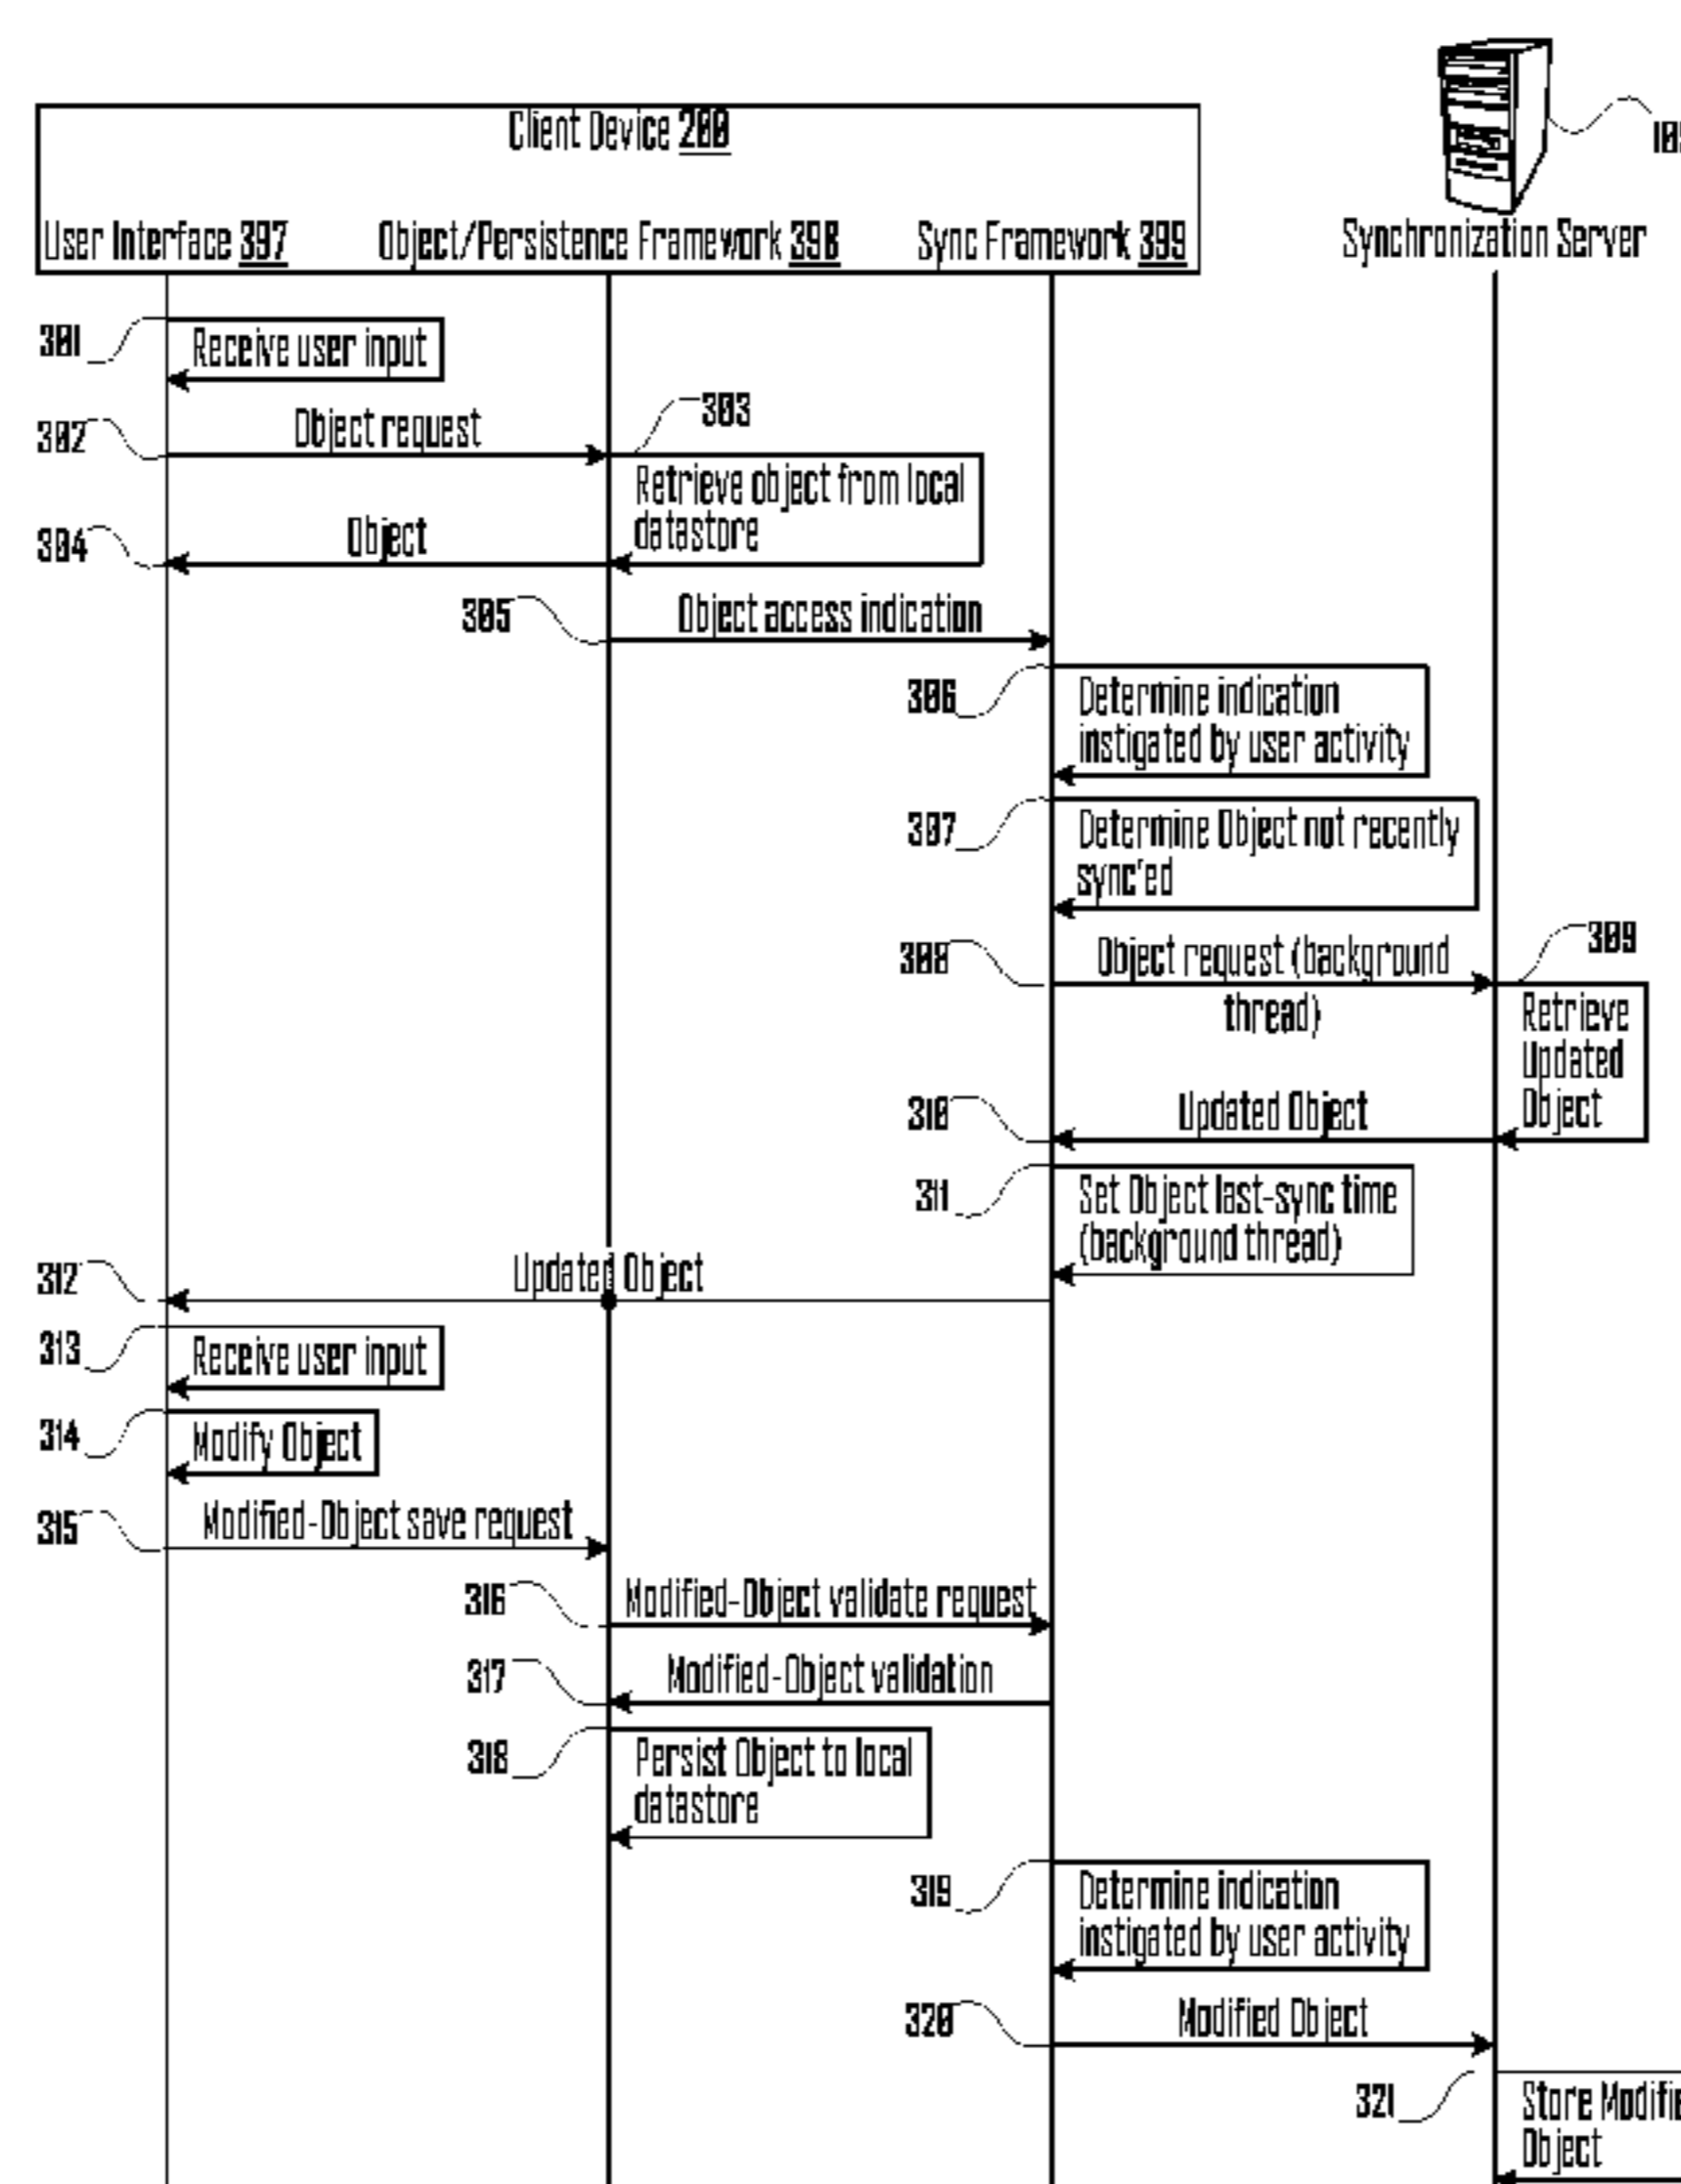 Client Device 200
User Interface 397
Object/Persistence Framework 398
Sync Framework 399
Synchronization Server
301
Receive user input
302
Object request
303
Retrieve object from local
datastore
304
Object
305
Object access indication
306
Determine indication
instigated by user activity
307
Determine Object not recently
sync'ed
308
Object request (background
thread)
309
Retrieve
Updated
Object
310
Updated Object
311
Set Object last-sync time
(background thread)
312
Updated Object
313
Receive user input
314
Modify Object
315
Modified-Object save request
316
Modified-Object validate request
317
Modified-Object validation
318
Persist Object to local
datastore
319
Determine indication
instigated by user activity
320
Modified Object
321
Store
Object